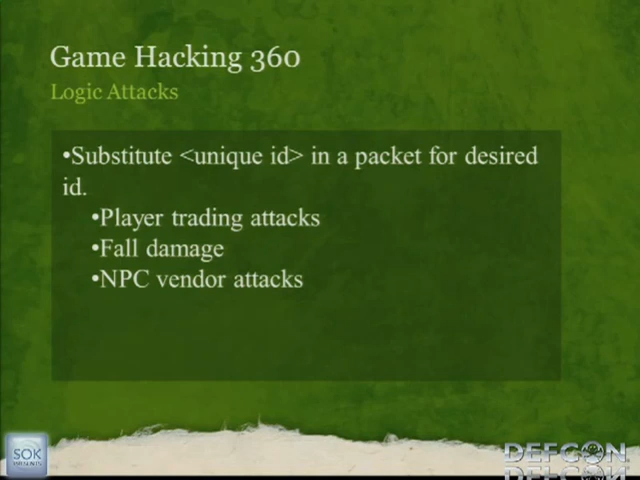 Game Hacking 360
Logic Attacks
•Substitute <unique id> in a packet for desired
id.
•Player trading attacks
•Fall damage
•NPC vendor attacks
SOK
PRESENTS
DEFCON